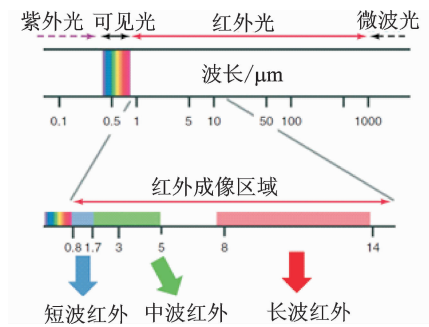 紫外光 可见光 红外光 微波光
波长/μm
0.1 0.5 1 5 10 50 100 1000
红外成像区域
0.8 1.7 3 5 8 14
短波红外 中波红外 长波红外